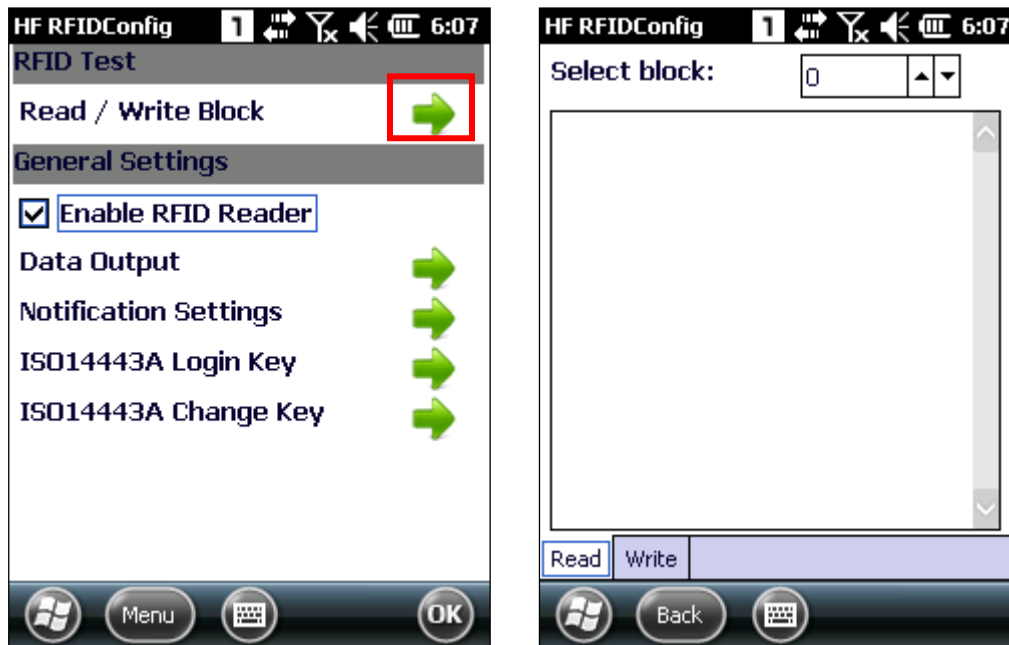 HF RFIDConfig 1 6:07
RFID Test
Read / Write Block
General Settings
Enable RFID Reader
Data Output
Notification Settings
ISO14443A Login Key
ISO14443A Change Key
Menu OK
HF RFIDConfig 1 6:07
Select block: 0
Read Write
Back